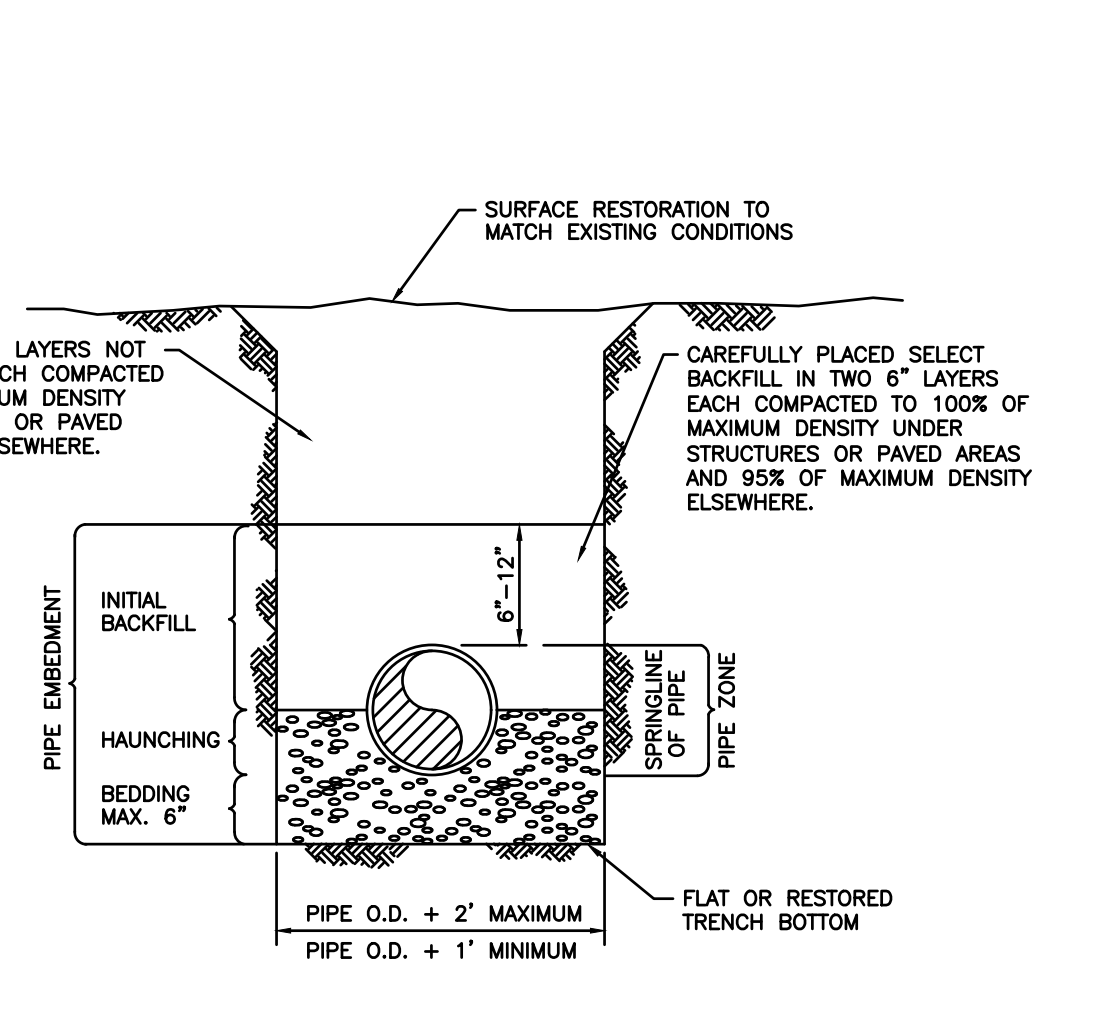 SURFACE RESTORATION TO
MATCH EXISTING CONDITIONS
LAYERS NOT
CH COMPACTED
UM DENSITY
OR PAVED
SEWHERE.
CAREFULLY PLACED SELECT
BACKFILL IN TWO 6” LAYERS
EACH COMPACTED TO 100% OF
MAXIMUM DENSITY UNDER
STRUCTURES OR PAVED AREAS
AND 95% OF MAXIMUM DENSITY
ELSEWHERE.
PIPE EMBEDMENT
INITIAL
BACKFILL
HAUNCHING
BEDDING
MAX. 6”
6”–12”
SPRINGLINE
OF PIPE
PIPE ZONE
FLAT OR RESTORED
TRENCH BOTTOM
PIPE O.D. + 2’ MAXIMUM
PIPE O.D. + 1’ MINIMUM